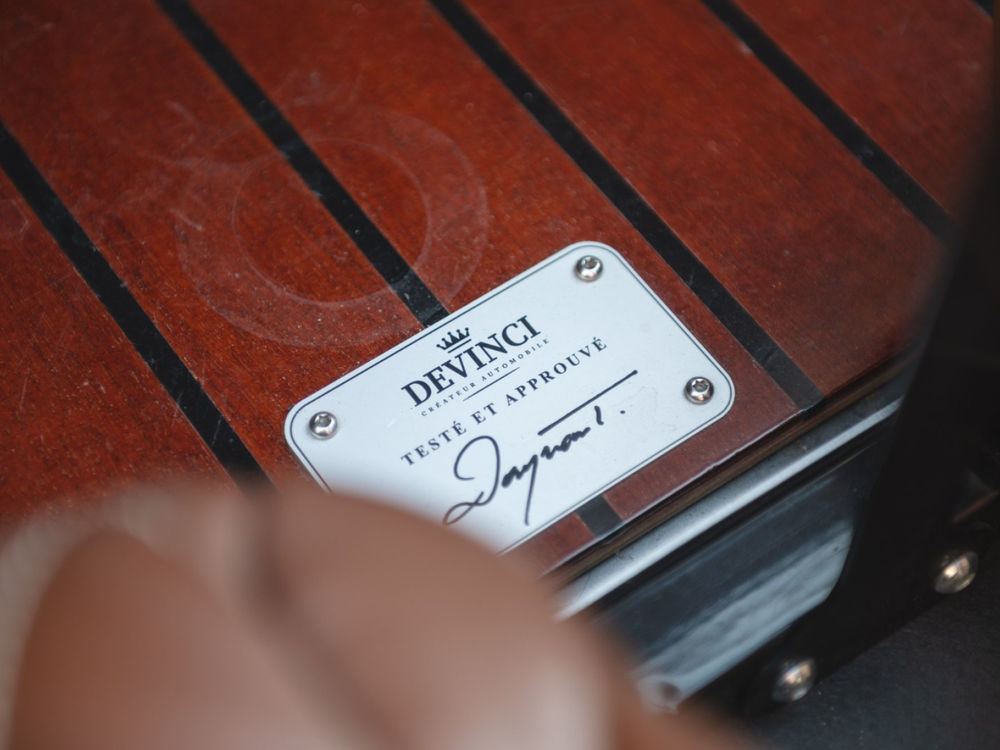 DEVINCI
CRÉATEUR AUTOMOBILE
TESTÉ ET APPROUVÉ